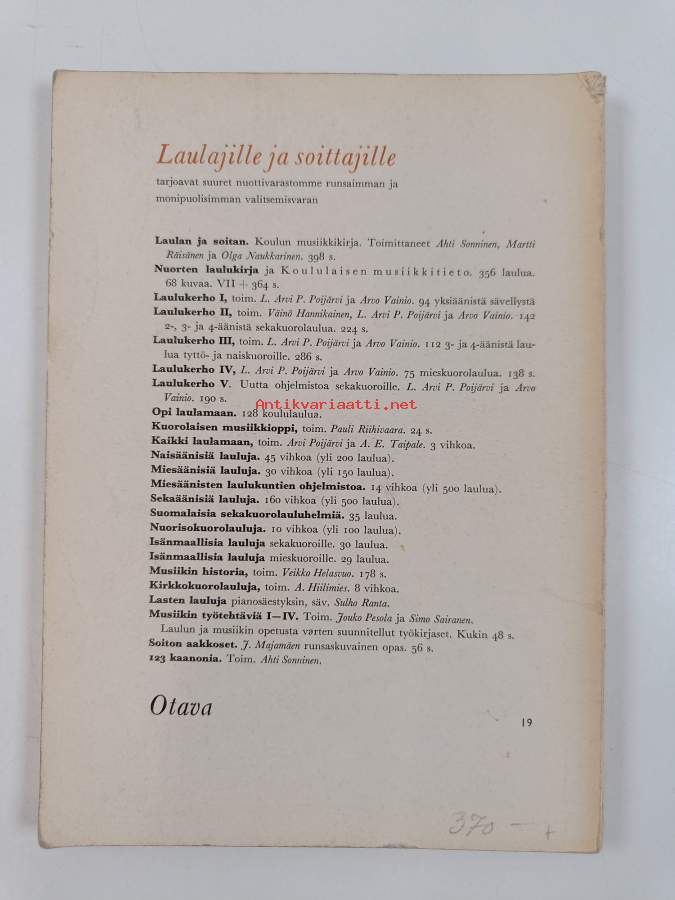 Laulajille ja soittajille
tarjoavat suuret nuottivarastomme runsaimman ja
monipuolisimman valitsemisvaran
Laulan ja soitan. Koulun musiikkikirja. Toimittaneet Ahti Sonninen, Martti
Räisänen ja Olga Naukkarinen. 398 s.
Nuorten laulukirja ja Koululaisen musiikkitieto. 356 laulua.
68 kuvaa. VII + 364 s.
Laulukerho I, toim. L. Arvi P. Poijärvi ja Arvo Vainio. 94 yksiäänistä sävellystä
Laulukerho II, toim. Väinö Hannikainen, L. Arvi P. Poijärvi ja Arvo Vainio. 142
2-, 3- ja 4-äänistä sekakuorolaulua. 224 s.
Laulukerho III, toim. L. Arvi P. Poijärvi ja Arvo Vainio. 112 3- ja 4-äänistä lau-
lua tyttö- ja naiskuoroille. 286 s.
Laulukerho IV, L. Arvi P. Poijärvi ja Arvo Vainio. 75 mieskuorolaulua. 138 s.
Laulukerho V. Uutta ohjelmistoa sekakuoroille. L. Arvi P. Poijärvi ja Arvo
Vainio. 190 s.
Antikvariaatti.net
Opi laulamaan. 128 koululaulua.
Kuorolaisen musiikkioppi, toim. Pauli Riihivaara. 24 s.
Kaikki laulamaan, toim. Arvi Poijärvi ja A. E. Taipale. 3 vihkoa.
Naisäänisiä lauluja. 45 vihkoa (yli 200 laulua).
Miesäänisiä lauluja. 30 vihkoa (yli 150 laulua).
Miesäänisten laulukuntien ohjelmistoa. 14 vihkoa (yli 500 laulua).
Sekaäänisiä lauluja. 160 vihkoa (yli 500 laulua).
Suomalaisia sekakuorolauluhelmiä. 35 laulua.
Nuorisokuorolauluja. 10 vihkoa (yli 100 laulua).
Isänmaallisia lauluja sekakuoroille. 30 laulua.
Isänmaallisia lauluja mieskuoroille. 29 laulua.
Musiikin historia, toim. Veikko Helasvuo. 178 s.
Kirkkokuorolauluja, toim. A. Hiilimies. 8 vihkoa.
Lasten lauluja pianosäestyksin, säv. Sulho Ranta.
Musiikin työtehtäviä I—IV. Toim. Jouko Pesola ja Simo Sairanen.
Laulun ja musiikin opetusta varten suunnitellut työkirjaset. Kukin 48 s.
Soiton aakkoset. J. Majamäen runsaskuvainen opas. 56 s.
123 kaanonia. Toim. Ahti Sonninen.
Otava
19
370 —